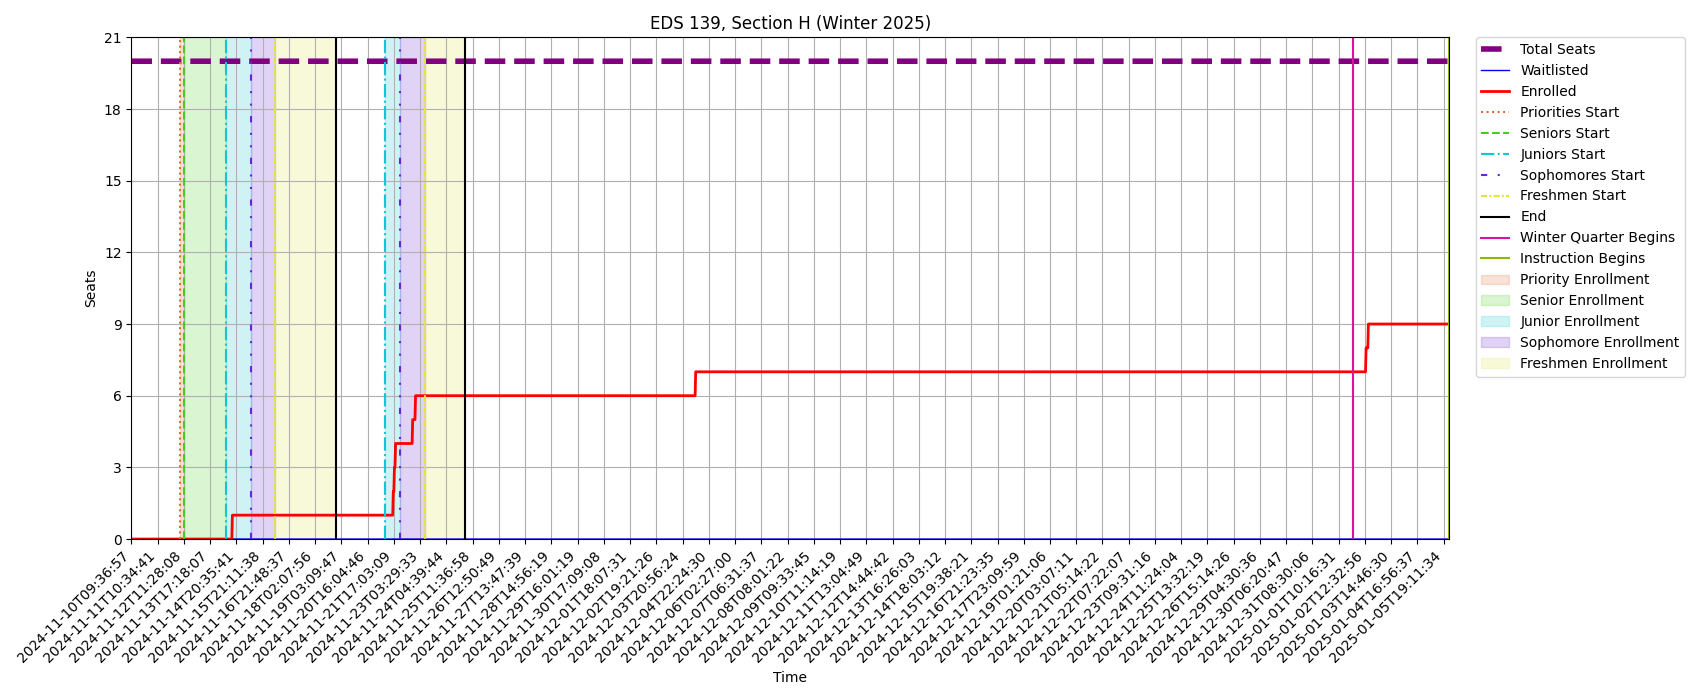 EDS 139, Section H (Winter 2025)
21
18
15
12
9
6
3
0
Seats
Total Seats
Waitlisted
Enrolled
Priorities Start
Seniors Start
Juniors Start
Sophomores Start
Freshmen Start
End
Winter Quarter Begins
Instruction Begins
Priority Enrollment
Senior Enrollment
Junior Enrollment
Sophomore Enrollment
Freshmen Enrollment
2024-11-10T09:36:57
2024-11-11T10:34:41
2024-11-12T11:28:08
2024-11-13T17:18:07
2024-11-14T20:35:41
2024-11-15T21:11:38
2024-11-16T21:48:37
2024-11-18T02:07:56
2024-11-19T03:09:47
2024-11-20T16:04:46
2024-11-21T17:03:09
2024-11-23T03:29:33
2024-11-24T04:39:44
2024-11-25T11:36:58
2024-11-26T12:50:49
2024-11-27T13:47:39
2024-11-28T14:56:19
2024-11-29T16:01:19
2024-11-30T17:09:08
2024-12-01T18:07:31
2024-12-02T19:21:26
2024-12-03T20:56:24
2024-12-04T22:24:30
2024-12-06T02:27:00
2024-12-07T06:31:37
2024-12-08T08:01:22
2024-12-09T09:33:45
2024-12-10T11:14:19
2024-12-11T13:04:49
2024-12-12T14:44:42
2024-12-13T16:26:03
2024-12-14T18:03:12
2024-12-15T19:38:21
2024-12-16T21:23:35
2024-12-17T23:09:59
2024-12-19T01:21:06
2024-12-20T03:07:11
2024-12-21T05:14:22
2024-12-22T07:22:07
2024-12-23T09:31:16
2024-12-24T11:24:04
2024-12-25T13:32:19
2024-12-26T15:14:26
2024-12-29T04:30:36
2024-12-30T06:20:47
2024-12-31T08:30:06
2025-01-01T10:16:31
2025-01-02T12:32:56
2025-01-03T14:46:30
2025-01-04T16:56:37
2025-01-05T19:11:34
Time